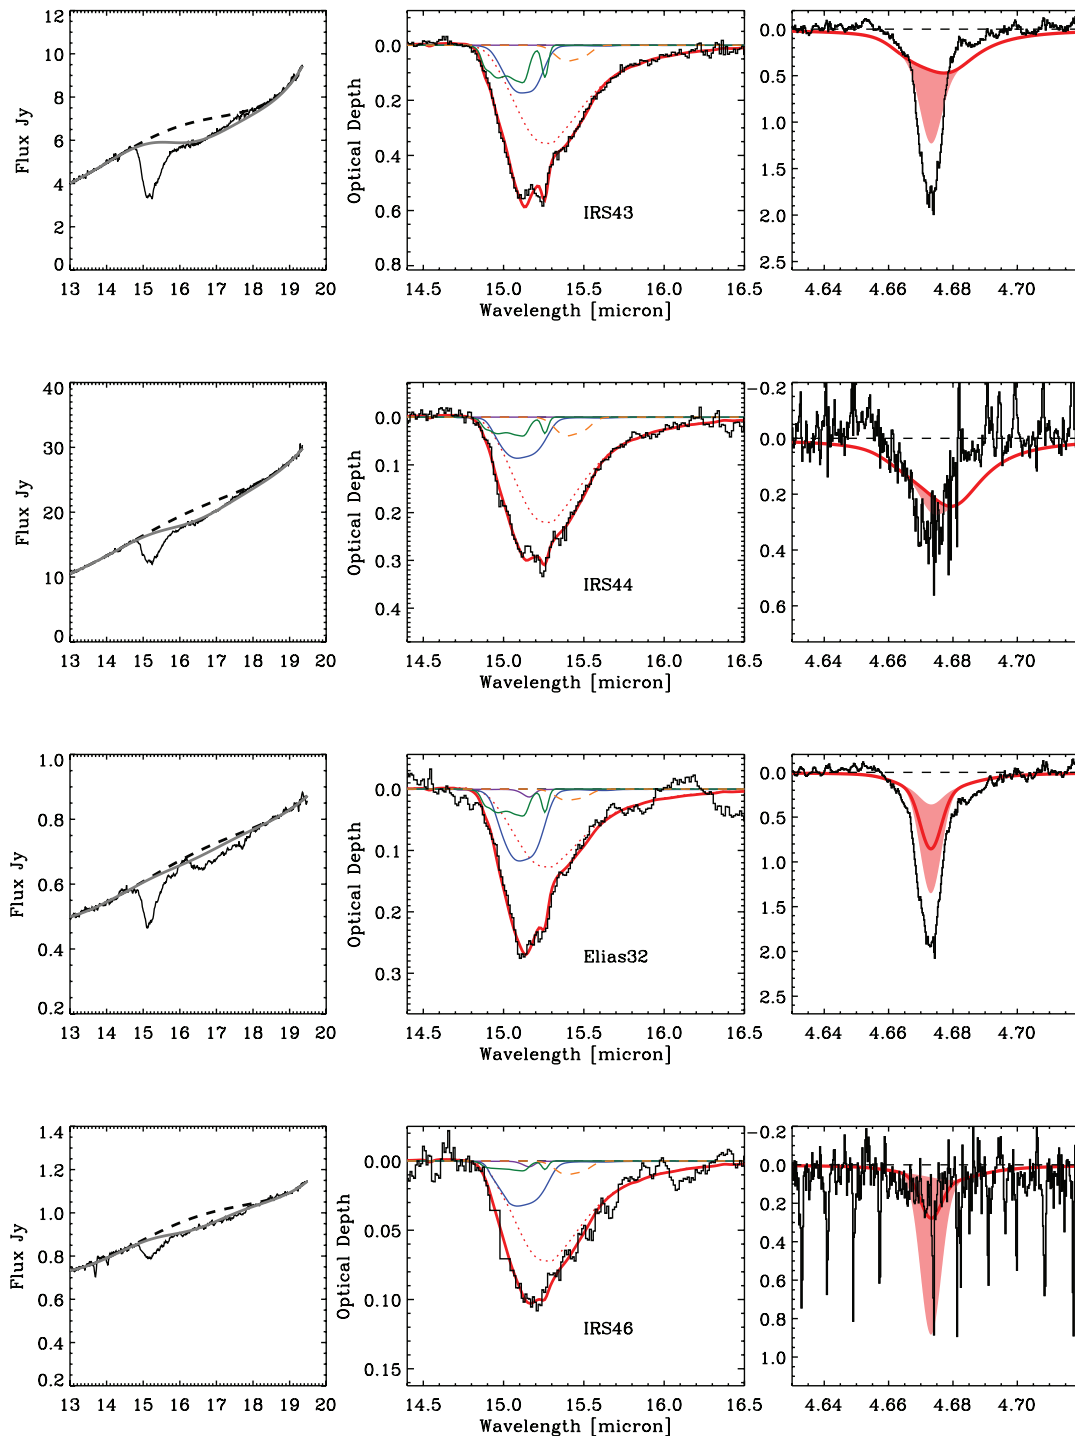 12
10
8
6
4
2
0
Flux Jy
13 14 15 16 17 18 19 20
0.0
0.2
0.4
0.6
0.8
Optical Depth
IRS43
14.5 15.0 15.5 16.0 16.5
Wavelength [micron]
0.0
0.5
1.0
1.5
2.0
2.5
4.64 4.66 4.68 4.70
40
30
20
10
0
Flux Jy
13 14 15 16 17 18 19 20
0.0
0.1
0.2
0.3
0.4
Optical Depth
IRS44
14.5 15.0 15.5 16.0 16.5
Wavelength [micron]
−0.2
0.0
0.2
0.4
0.6
4.64 4.66 4.68 4.70
1.0
0.8
0.6
0.4
0.2
Flux Jy
13 14 15 16 17 18 19 20
0.0
0.1
0.2
0.3
Optical Depth
Elias32
14.5 15.0 15.5 16.0 16.5
Wavelength [micron]
0.0
0.5
1.0
1.5
2.0
2.5
4.64 4.66 4.68 4.70
1.4
1.2
1.0
0.8
0.6
0.4
0.2
Flux Jy
13 14 15 16 17 18 19 20
0.00
0.05
0.10
0.15
Optical Depth
IRS46
14.5 15.0 15.5 16.0 16.5
Wavelength [micron]
−0.2
0.0
0.2
0.4
0.6
0.8
1.0
4.64 4.66 4.68 4.70